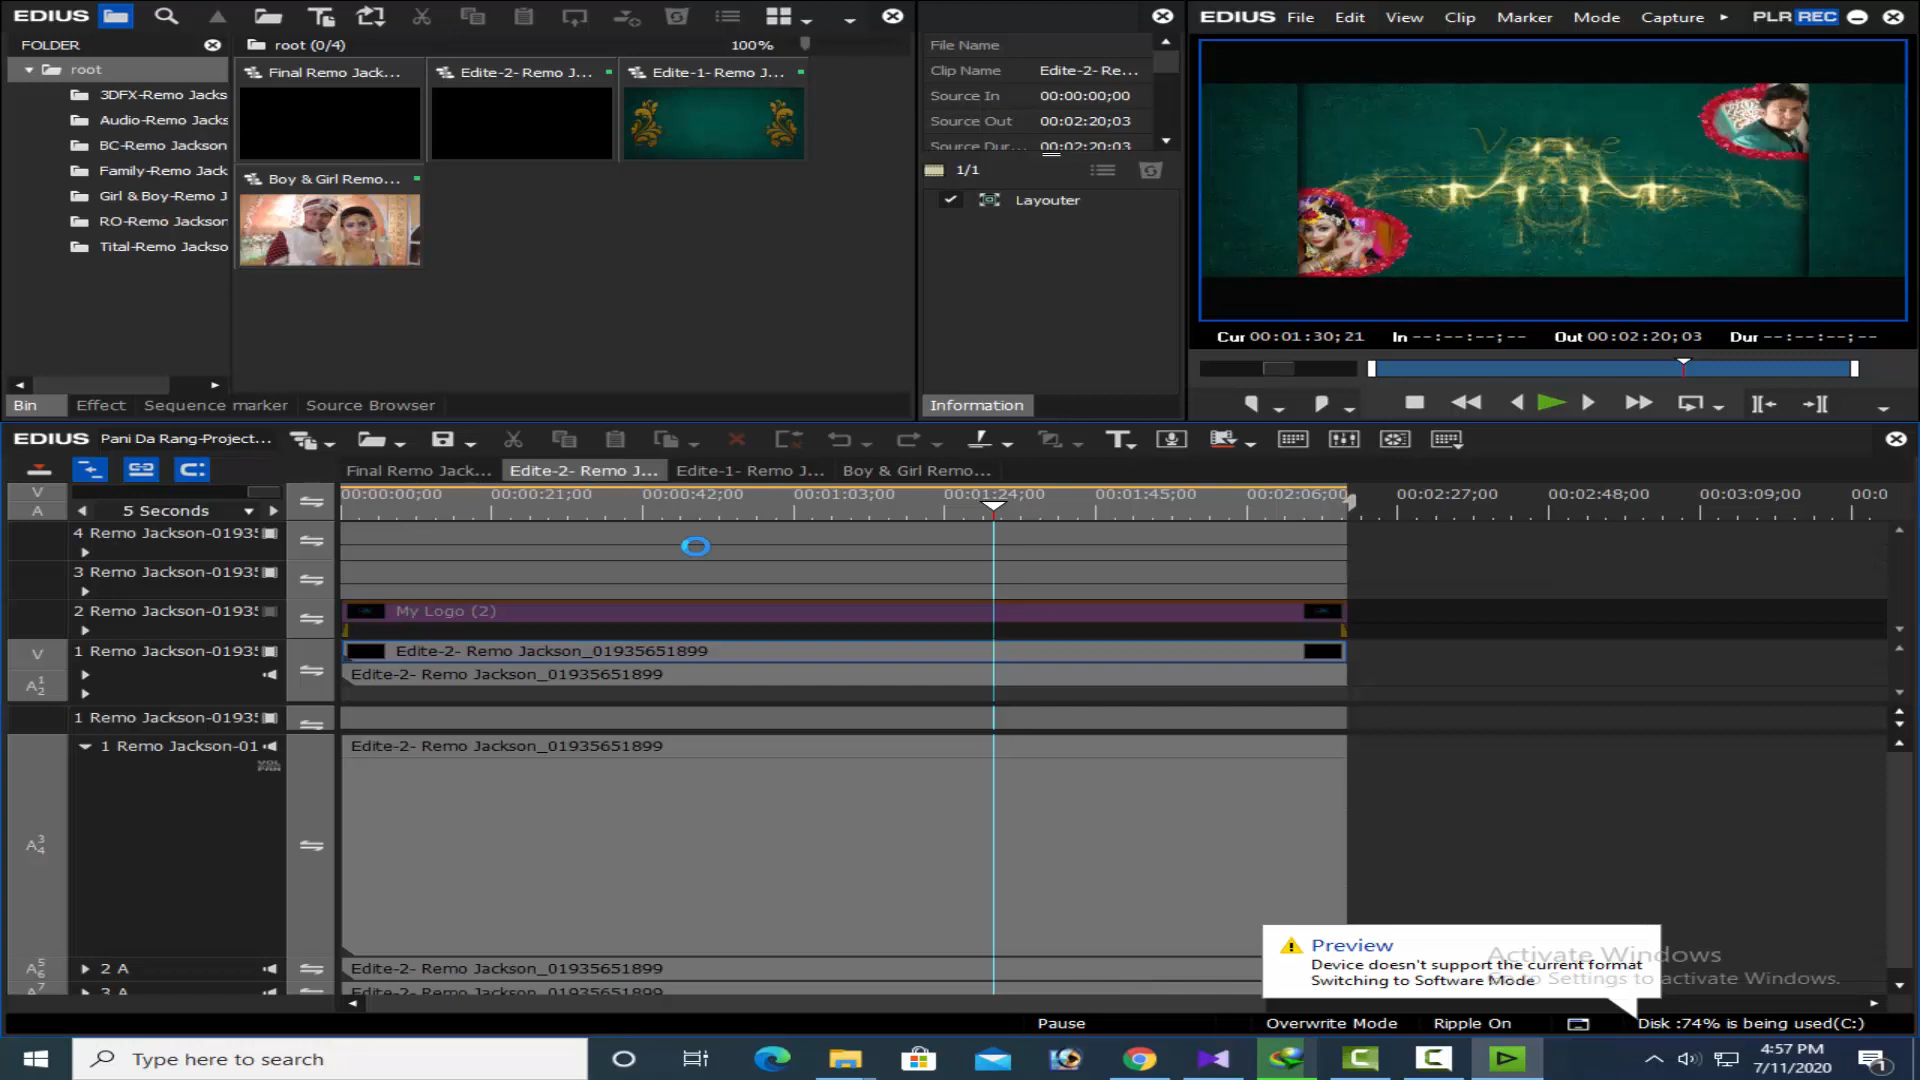 EDIUS
FOLDER
root
3DFX-Remo Jacks
Audio-Remo Jacks
BC-Remo Jackson
Family-Remo Jack
Girl & Boy-Remo J
RO-Remo Jackson
Tital-Remo Jackso
root (0/4)
100%
Final Remo Jack...
Edite-2- Remo J...
Edite-1- Remo J...
Boy & Girl Remo...
Bin
Effect
Sequence marker
Source Browser
File Name
Clip Name Edite-2- Re...
Source In 00:00:00;00
Source Out 00:02:20;03
Source Dur... 00:02:20;03
1/1
Layouter
Information
EDIUS File Edit View Clip Marker Mode Capture PLR REC
Cur 00:01:30;21 In --:--:--;-- Out 00:02:20;03 Dur --:--:--;--
EDIUS Pani Da Rang-Project...
Final Remo Jack... Edite-2- Remo J... Edite-1- Remo J... Boy & Girl Remo...
V
A
5 Seconds
00:00:00;00 00:00:21;00 00:00:42;00 00:01:03;00 00:01:24;00 00:01:45;00 00:02:06;00 00:02:27;00 00:02:48;00 00:03:09;00 00:0
4 Remo Jackson-01935
3 Remo Jackson-01935
2 Remo Jackson-01935
My Logo (2)
V
1 Remo Jackson-01935
Edite-2- Remo Jackson_01935651899
A12
Edite-2- Remo Jackson_01935651899
1 Remo Jackson-01935
1 Remo Jackson-01
VOL
PAN
Edite-2- Remo Jackson_01935651899
A34
A56
2 A
Edite-2- Remo Jackson_01935651899
A7
3 A
Edite-2- Remo Jackson_01935651899
Preview
Device doesn't support the current format
Switching to Software Mode
Activate Windows
Go to Settings to activate Windows.
Pause
Overwrite Mode
Ripple On
Disk :74% is being used(C:)
Type here to search
4:57 PM
7/11/2020
1